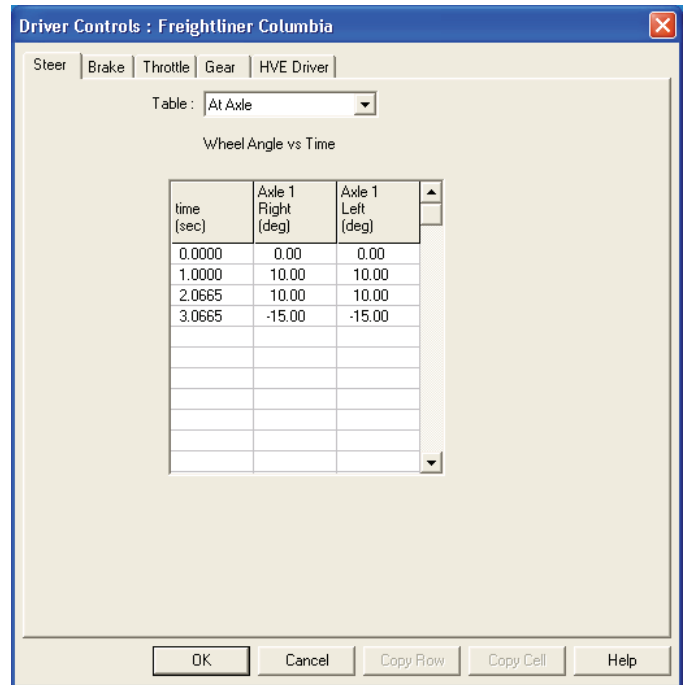 Driver Controls : Freightliner Columbia
Steer Brake Throttle Gear HVE Driver
Table : At Axle
Wheel Angle vs Time
time (sec) Axle 1 Right (deg) Axle 1 Left (deg)
0.0000 0.00 0.00
1.0000 10.00 10.00
2.0665 10.00 10.00
3.0665 -15.00 -15.00
OK Cancel Copy Row Copy Cell Help